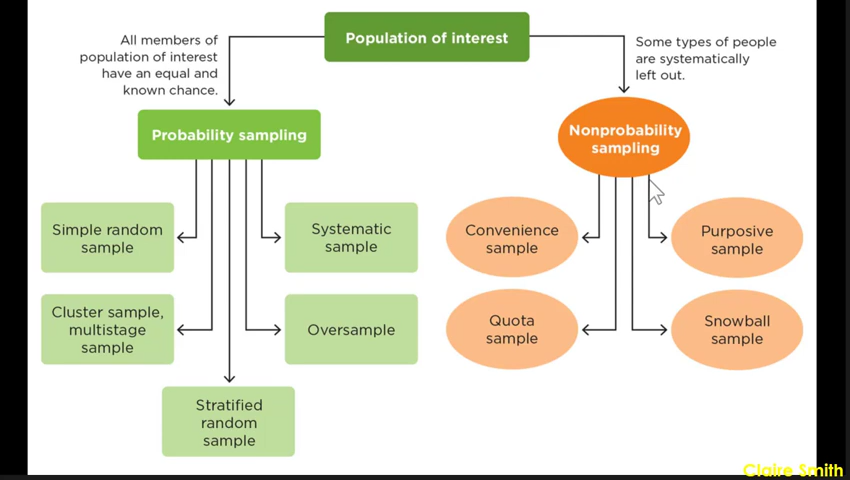 Population of interest
All members of
population of interest
have an equal and
known chance.
Some types of people
are systematically
left out.
Probability sampling
Nonprobability
sampling
Simple random
sample
Systematic
sample
Convenience
sample
Purposive
sample
Cluster sample,
multistage
sample
Oversample
Quota
sample
Snowball
sample
Stratified
random
sample
Claire Smith